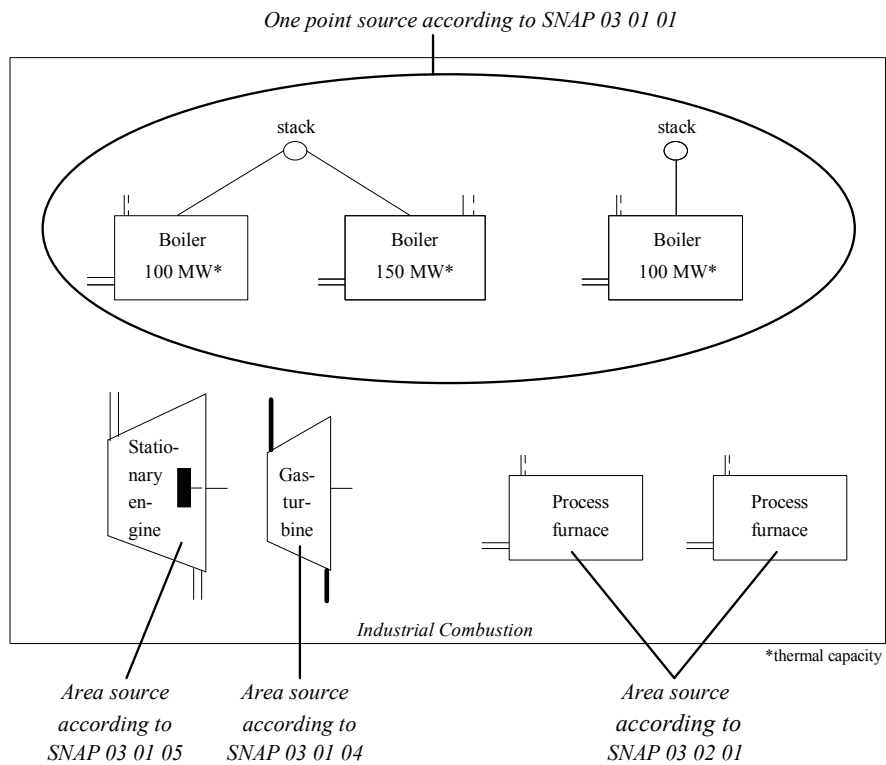 One point source according to SNAP 03 01 01
stack
stack
Boiler
100 MW*
Boiler
150 MW*
Boiler
100 MW*
Statio-
nary
en-
gine
Gas-
tur-
bine
Process
furnace
Process
furnace
Industrial Combustion
*thermal capacity
Area source
according to
SNAP 03 01 05
Area source
according to
SNAP 03 01 04
Area source
according to
SNAP 03 02 01